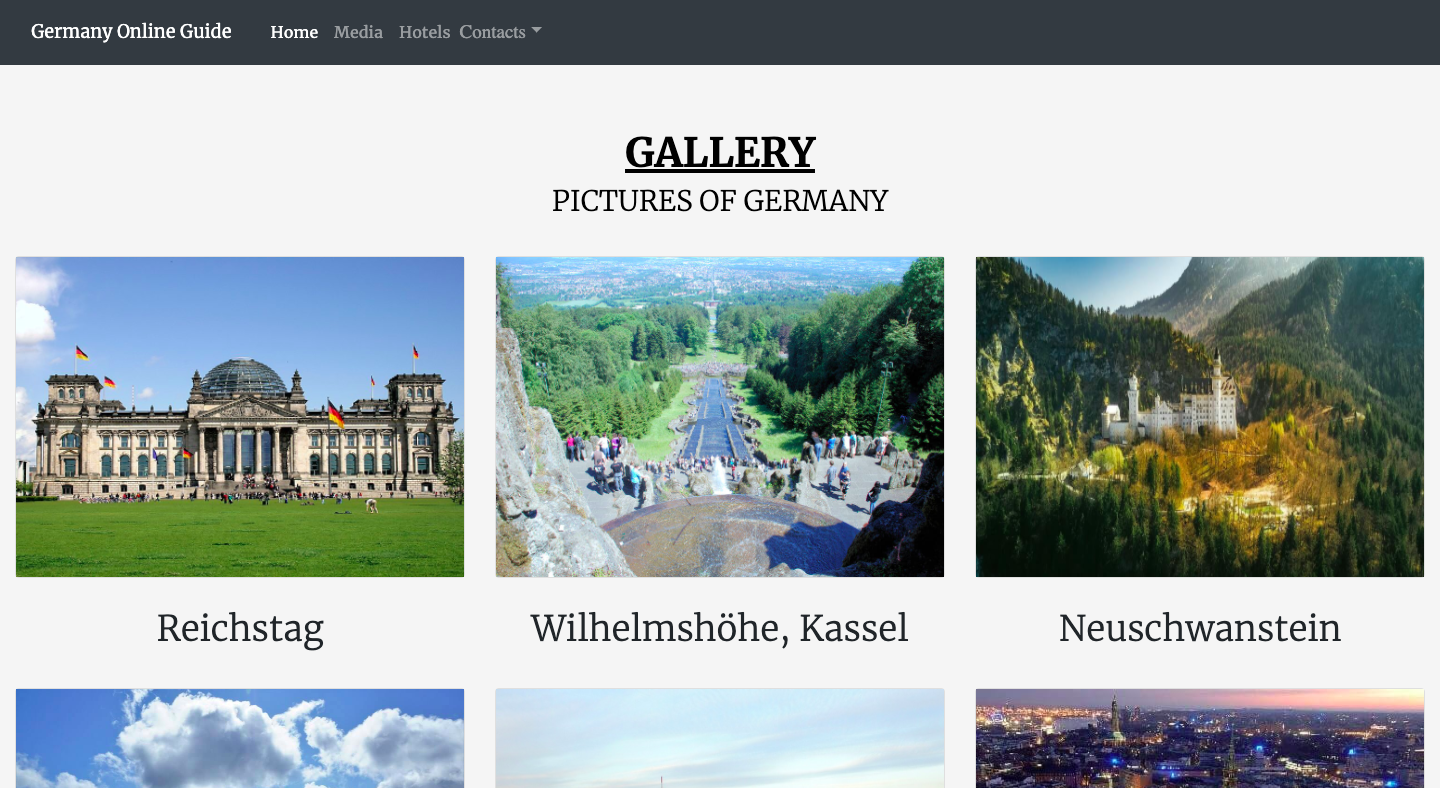 Germany Online Guide Home Media Hotels Contacts
GALLERY
PICTURES OF GERMANY
Reichstag Wilhelmshöhe, Kassel Neuschwanstein